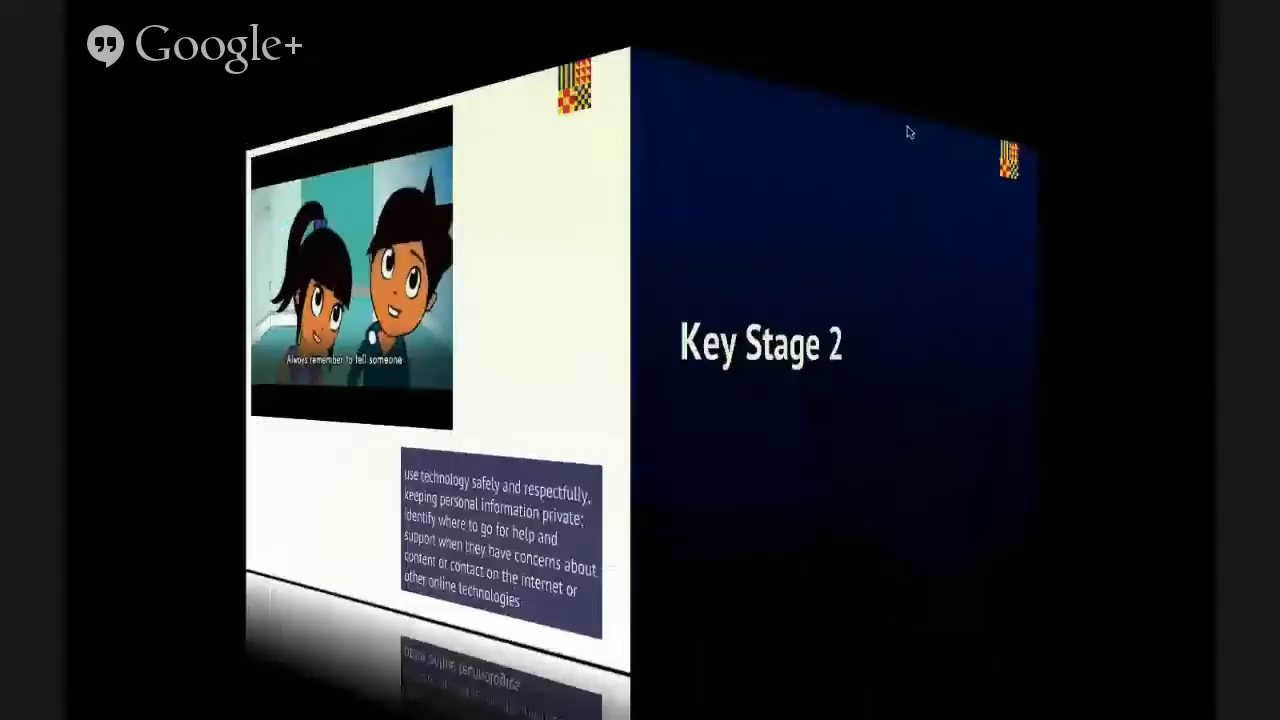 Google+
Always remember to tell someone
use technology safely and respectfully,
keeping personal information private;
identify where to go for help and
support when they have concerns about
content or contact on the internet or
other online technologies
Key Stage 2